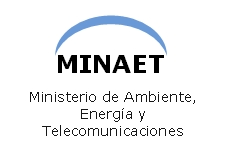 MINAET
Ministerio de Ambiente,
Energía y
Telecomunicaciones